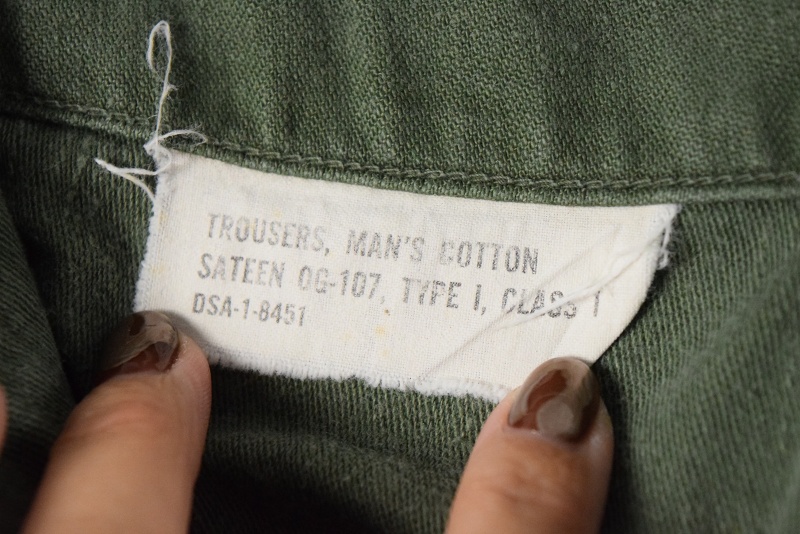 TROUSERS, MAN'S COTTON
SATEEN OG-107, TYPE I, CLASS 1
DSA-1-8451